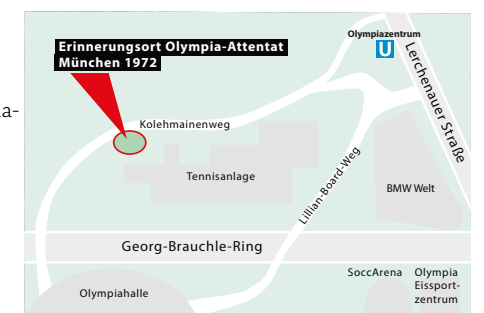 Olympiazentrum
U
Erinnerungsort Olympia-Attentat
München 1972
a-
Lerchenauer Straße
Kolehmainenweg
Tennisanlage
Lillian-Board-Weg
BMW Welt
Georg-Brauchle-Ring
SoccArena
Olympia
Eissport-
zentrum
Olympiahalle